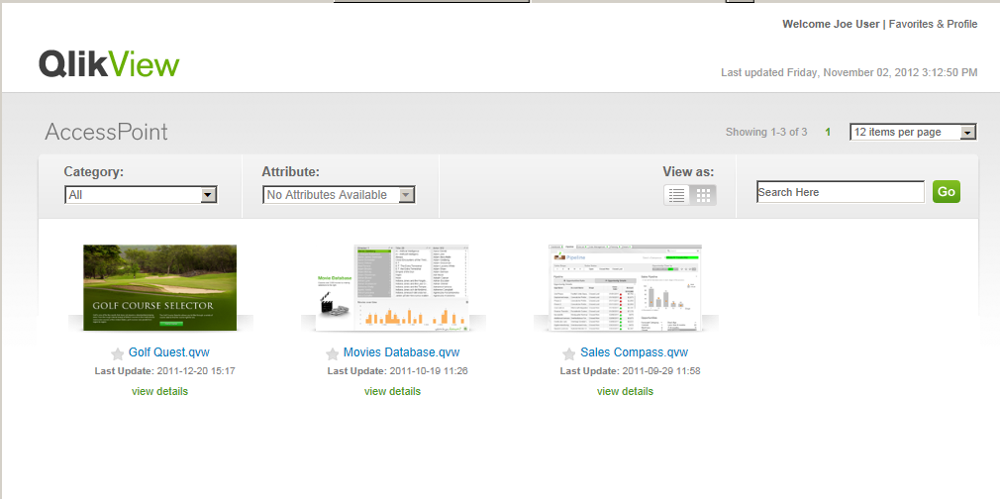 Welcome Joe User | Favorites & Profile
QlikView
Last updated Friday, November 02, 2012 3:12:50 PM
AccessPoint
Showing 1-3 of 3 1 12 items per page
Category: Attribute: View as:
All No Attributes Available Search Here Go
GOLF COURSE SELECTOR
Movie Database
Pipeline
Golf Quest.qvw Movies Database.qvw Sales Compass.qvw
Last Update: 2011-12-20 15:17 Last Update: 2011-10-19 11:26 Last Update: 2011-09-29 11:58
view details view details view details